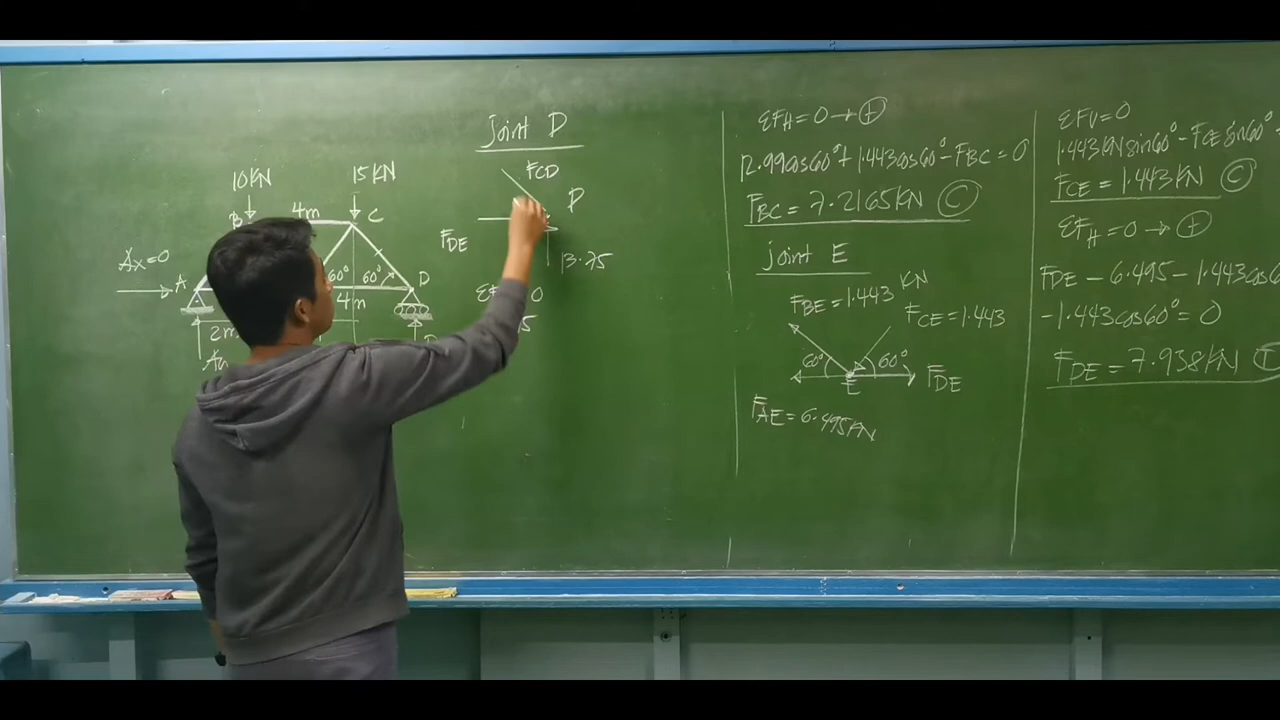 10KN
15KN
B
4m
C
Ax=0
A
60°
60°
D
4m
2m
joint D
FCD
D
FDE
13.75
ΣFH=0→+
12.99cos60°+1.443cos60°-FBC=0
FBC=7.2165KN C
joint E
FBE=1.443 KN
FCE=1.443
60°
60°
E
FDE
FAE=6.495KN
ΣFV=0
1.443KNsin60°-FCEsin60°
FCE=1.443KN C
ΣFH=0→+
FDE-6.495-1.443cos6
-1.443cos60°=0
FDE=7.938KN T